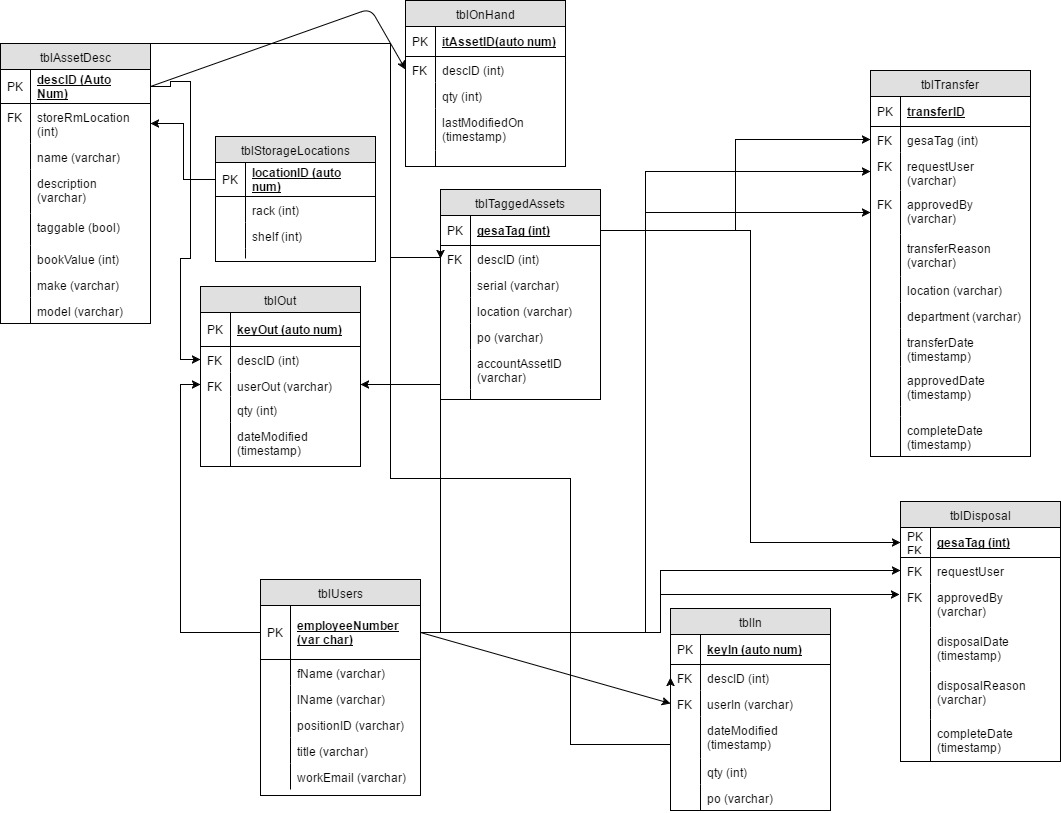 tblAssetDesc
PK
descID (Auto
Num)
FK
storeRmLocation
(int)
name (varchar)
description
(varchar)
taggable (bool)
bookValue (int)
make (varchar)
model (varchar)
tblStorageLocations
PK
locationID (auto
num)
rack (int)
shelf (int)
tblOnHand
PK
itAssetID(auto num)
FK
descID (int)
qty (int)
lastModifiedOn
(timestamp)
tblTaggedAssets
PK
gesaTag (int)
FK
descID (int)
serial (varchar)
location (varchar)
po (varchar)
accountAssetID
(varchar)
tblTransfer
PK
transferID
FK
gesaTag (int)
FK
requestUser
(varchar)
FK
approvedBy
(varchar)
transferReason
(varchar)
location (varchar)
department (varchar)
transferDate
(timestamp)
approvedDate
(timestamp)
completeDate
(timestamp)
tblOut
PK
keyOut (auto num)
FK
descID (int)
FK
userOut (varchar)
qty (int)
dateModified
(timestamp)
tblUsers
PK
employeeNumber
(var char)
fName (varchar)
lName (varchar)
positionID (varchar)
title (varchar)
workEmail (varchar)
tblIn
PK
keyIn (auto num)
FK
descID (int)
FK
userIn (varchar)
dateModified
(timestamp)
qty (int)
po (varchar)
tblDisposal
PK
FK
gesaTag (int)
FK
requestUser
FK
approvedBy
(varchar)
disposalDate
(timestamp)
disposalReason
(varchar)
completeDate
(timestamp)